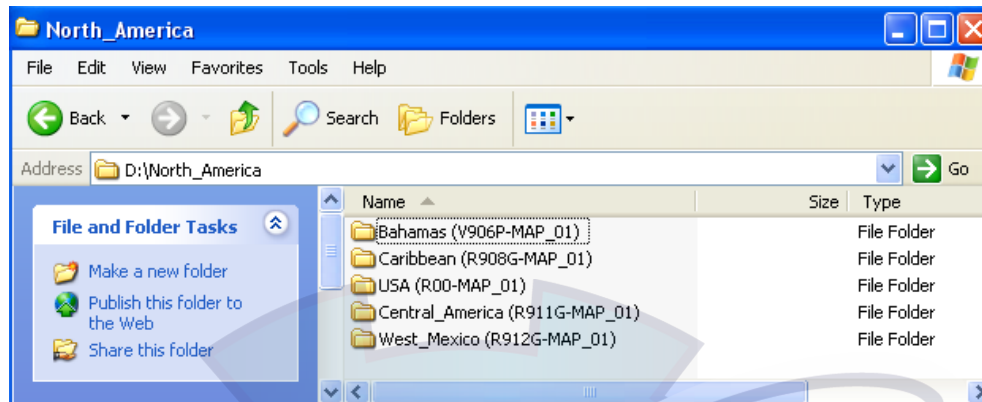 North_America
File Edit View Favorites Tools Help
Back Search Folders
Address D:\North_America Go
File and Folder Tasks
Make a new folder
Publish this folder to
the Web
Share this folder
Name Size Type
Bahamas (V906P-MAP_01) File Folder
Caribbean (R908G-MAP_01) File Folder
USA (R00-MAP_01) File Folder
Central_America (R911G-MAP_01) File Folder
West_Mexico (R912G-MAP_01) File Folder